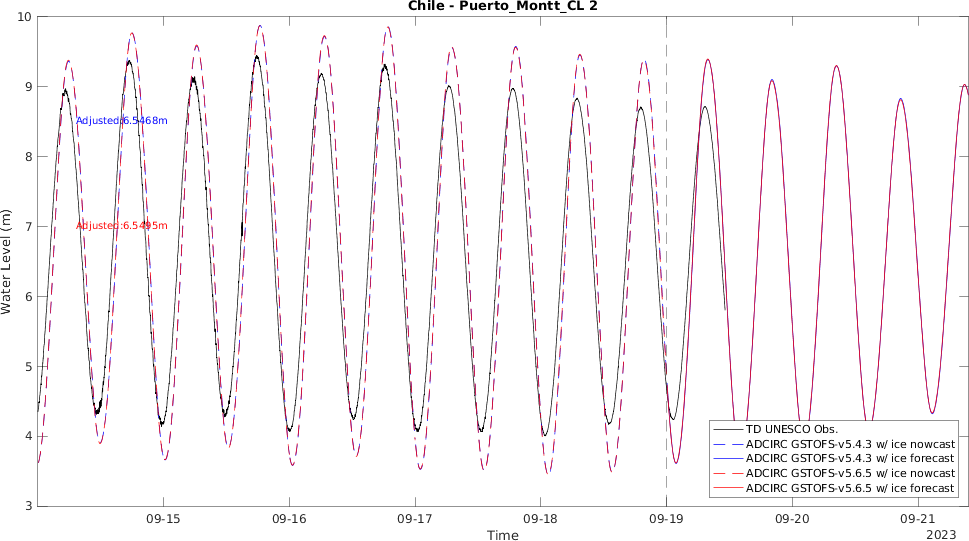 Chile - Puerto_Montt_CL 2
10
9
8
7
6
5
4
3
Water Level (m)
Adjusted:6.5468m
Adjusted:6.5495m
TD UNESCO Obs.
ADCIRC GSTOFS-v5.4.3 w/ ice nowcast
ADCIRC GSTOFS-v5.4.3 w/ ice forecast
ADCIRC GSTOFS-v5.6.5 w/ ice nowcast
ADCIRC GSTOFS-v5.6.5 w/ ice forecast
09-15 09-16 09-17 09-18 09-19 09-20 09-21
Time
2023